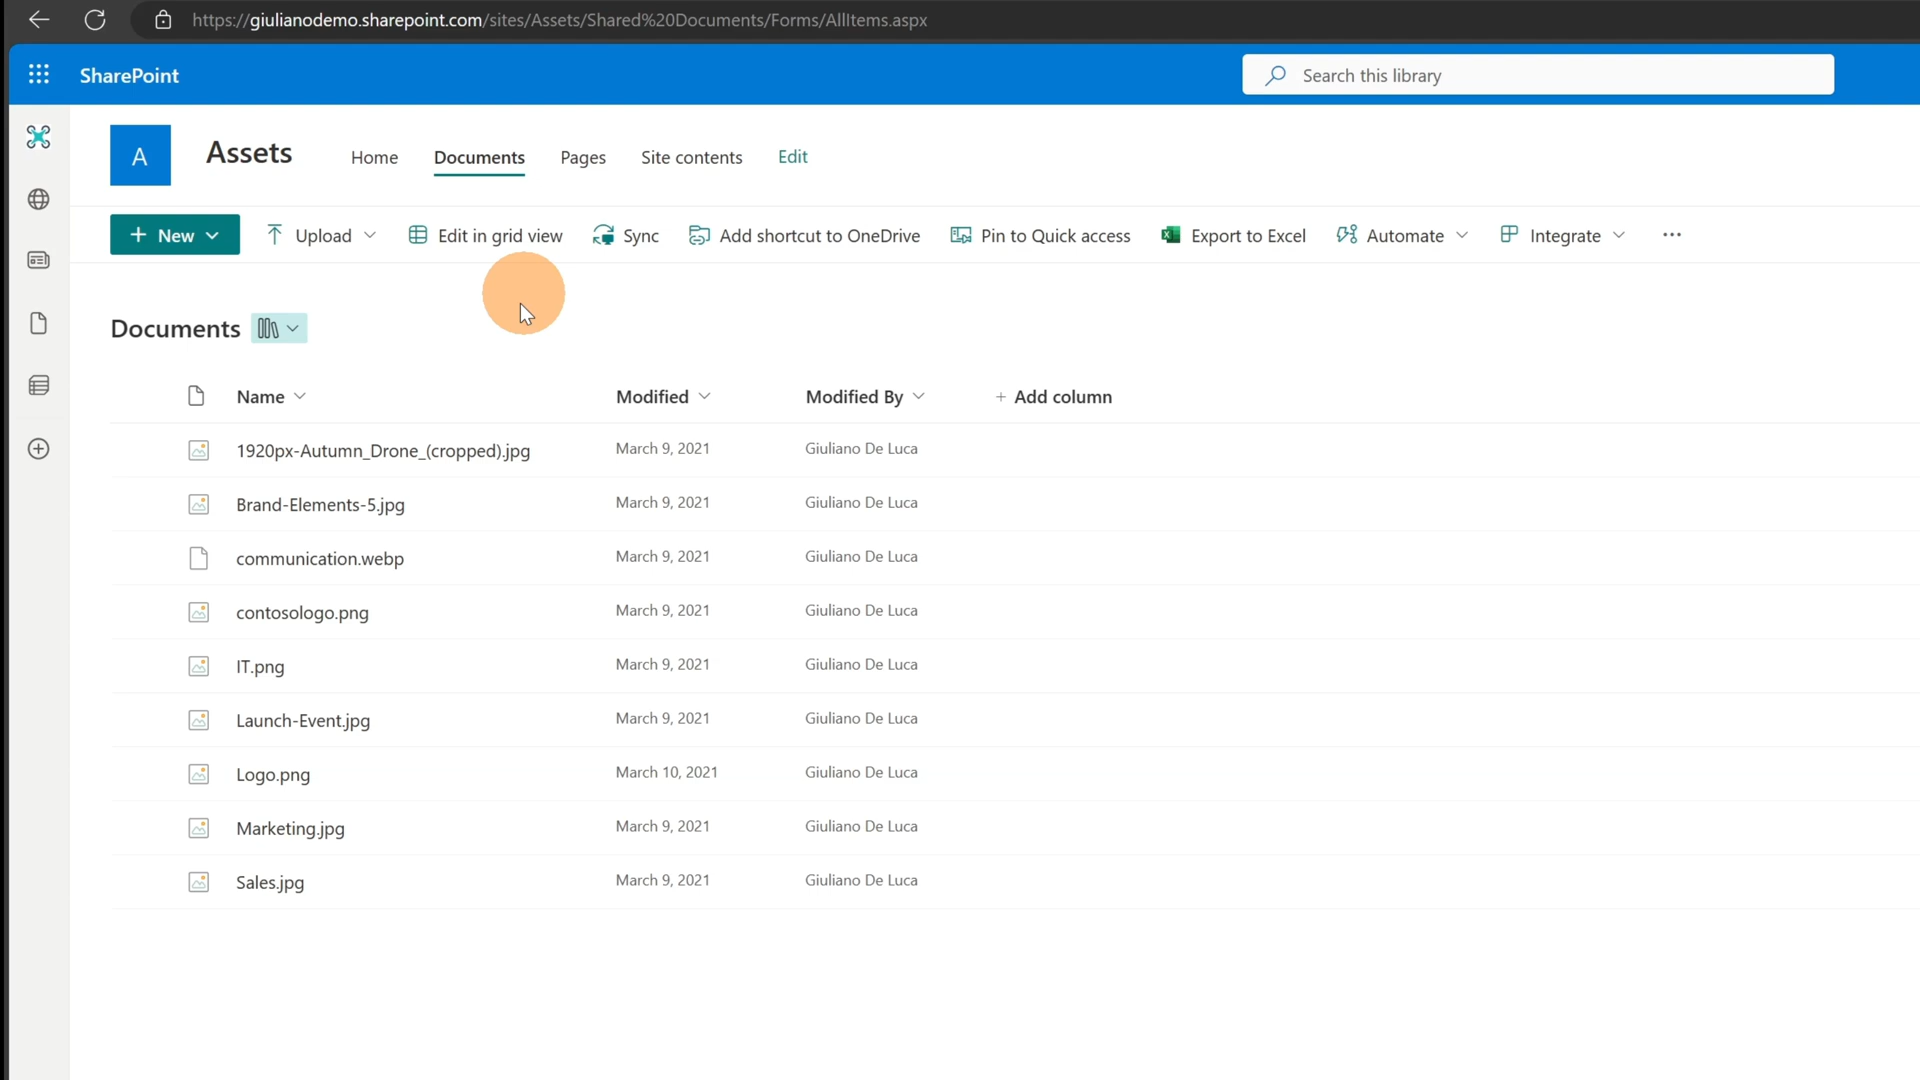 https://giulianodemo.sharepoint.com/sites/Assets/Shared%20Documents/Forms/AllItems.aspx
SharePoint Search this library
A Assets Home Documents Pages Site contents Edit
New Upload Edit in grid view Sync Add shortcut to OneDrive Pin to Quick access Export to Excel Automate Integrate ...
Documents
Name Modified Modified By + Add column
1920px-Autumn_Drone_(cropped).jpg March 9, 2021 Giuliano De Luca
Brand-Elements-5.jpg March 9, 2021 Giuliano De Luca
communication.webp March 9, 2021 Giuliano De Luca
contosologo.png March 9, 2021 Giuliano De Luca
IT.png March 9, 2021 Giuliano De Luca
Launch-Event.jpg March 9, 2021 Giuliano De Luca
Logo.png March 10, 2021 Giuliano De Luca
Marketing.jpg March 9, 2021 Giuliano De Luca
Sales.jpg March 9, 2021 Giuliano De Luca